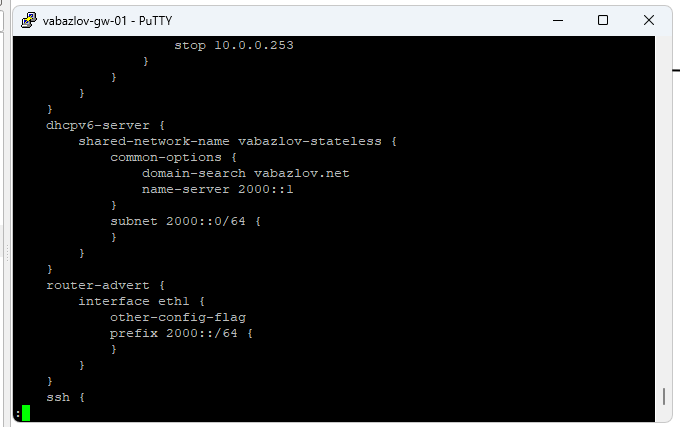 vabazlov-gw-01 - PuTTY
stop 10.0.0.253
}
}
}
}
dhcpv6-server {
shared-network-name vabazlov-stateless {
common-options {
domain-search vabazlov.net
name-server 2000::1
}
subnet 2000::0/64 {
}
}
}
router-advert {
interface eth1 {
other-config-flag
prefix 2000::/64 {
}
}
}
ssh {
: